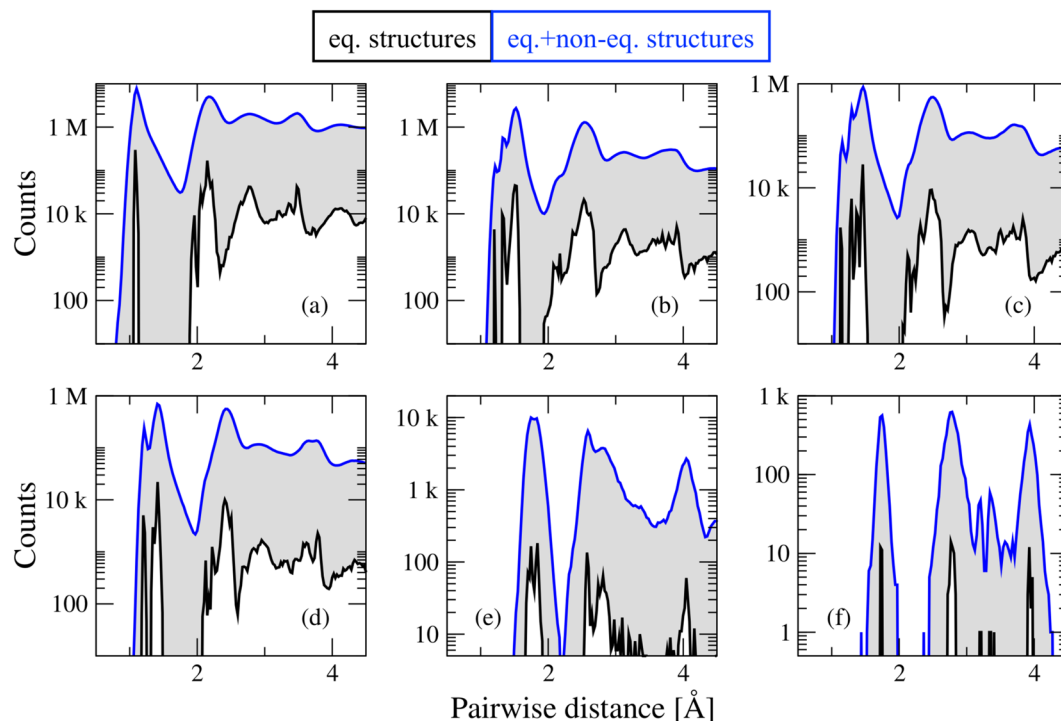 eq. structures eq.+non-eq. structures
1 M
10 k
100
Counts
(a)
2 4
1 M
10 k
100
(b)
2 4
1 M
10 k
100
(c)
2 4
1 M
10 k
100
Counts
(d)
2 4
10 k
1 k
100
10
(e)
2 4
1 k
100
10
1
(f)
2 4
Pairwise distance [Å]